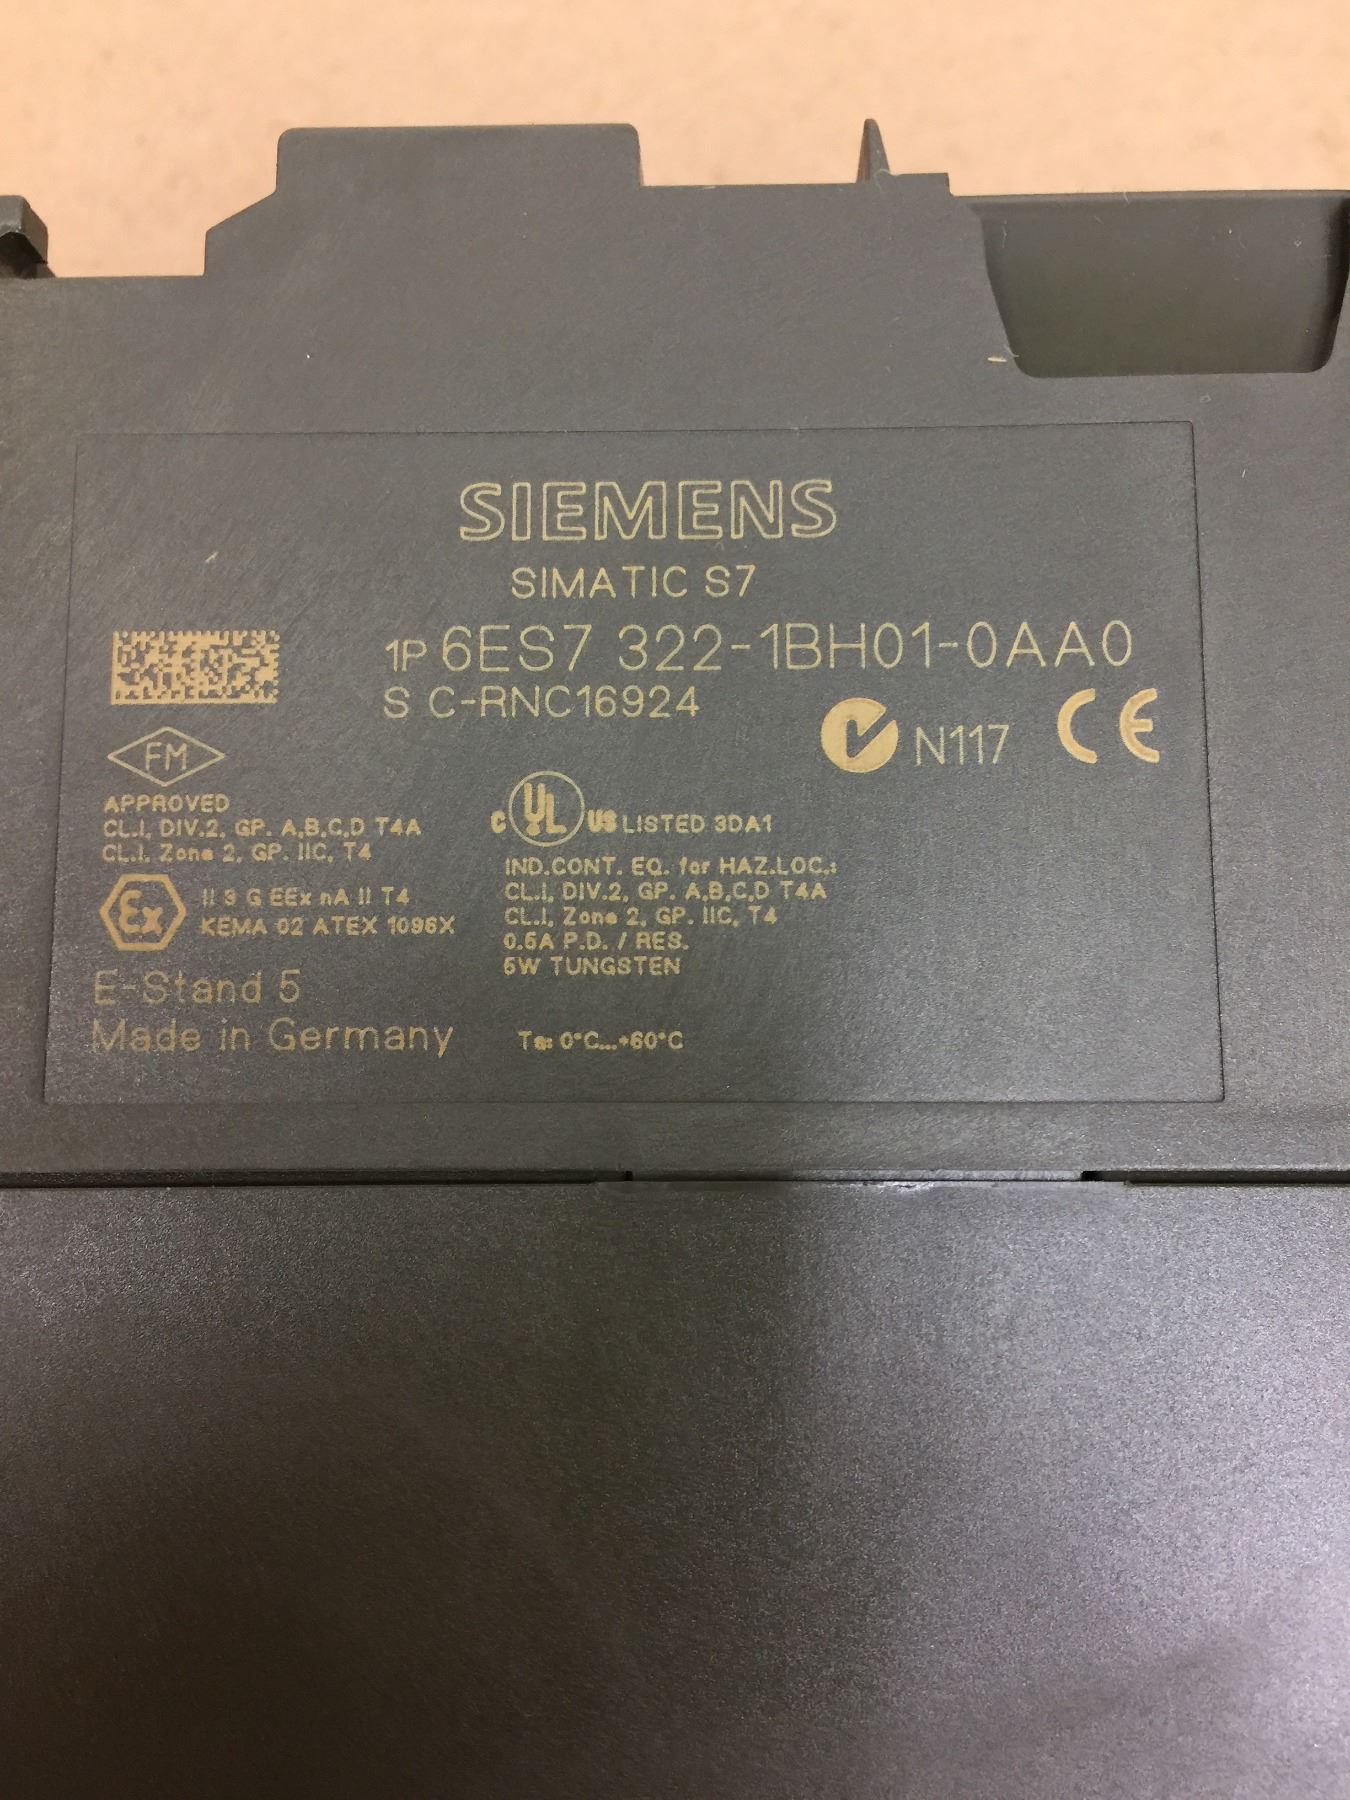 SIEMENS
SIMATIC S7
1P 6ES7 322-1BH01-0AA0
S C-RNC16924
N117 CE
FM
APPROVED
CL.I, DIV.2, GP. A,B,C,D T4A
CL.I, Zone 2, GP. IIC, T4
Ex II 3 G EEx nA II T4
KEMA 02 ATEX 1096X
E-Stand 5
Made in Germany
C UL US LISTED 3DA1
IND.CONT. EQ. for HAZ.LOC.:
CL.I, DIV.2, GP. A,B,C,D T4A
CL.I, Zone 2, GP. IIC, T4
0.5A P.D. / RES.
5W TUNGSTEN
Ta: 0°C...+60°C